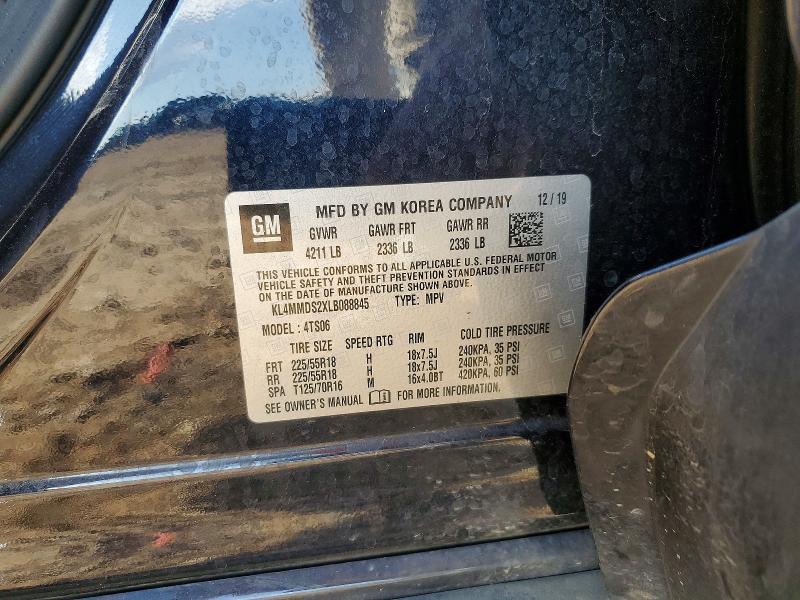 GM
MFD BY GM KOREA COMPANY 12/19
GVWR GAWR FRT GAWR RR
4211 LB 2336 LB 2336 LB
THIS VEHICLE CONFORMS TO ALL APPLICABLE U.S. FEDERAL MOTOR
VEHICLE SAFETY AND THEFT PREVENTION STANDARDS IN EFFECT
ON THE DATE OF MANUFACTURE SHOWN ABOVE.
KL4MMDS2XLB088845 TYPE: MPV
MODEL : 4TS06
TIRE SIZE SPEED RTG RIM COLD TIRE PRESSURE
FRT 225/55R18 H 18x7.5J 240KPA, 35 PSI
RR 225/55R18 H 18x7.5J 240KPA, 35 PSI
SPA T125/70R16 M 16x4.0BT 420KPA, 60 PSI
SEE OWNER'S MANUAL FOR MORE INFORMATION.